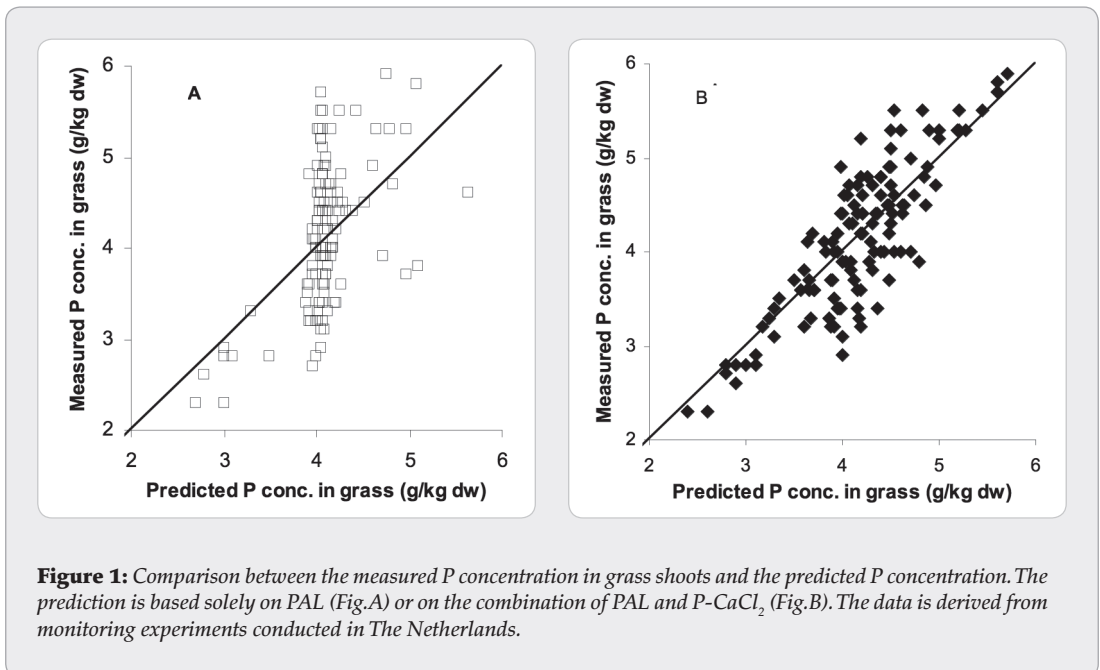 A
Measured P conc. in grass (g/kg dw)
6
5
4
3
2
2 3 4 5 6
Predicted P conc. in grass (g/kg dw)
B
Measured P conc. in grass (g/kg dw)
6
5
4
3
2
2 3 4 5 6
Predicted P conc. in grass (g/kg dw)
Figure 1: Comparison between the measured P concentration in grass shoots and the predicted P concentration. The
prediction is based solely on PAL (Fig.A) or on the combination of PAL and P-CaCl₂ (Fig.B). The data is derived from
monitoring experiments conducted in The Netherlands.